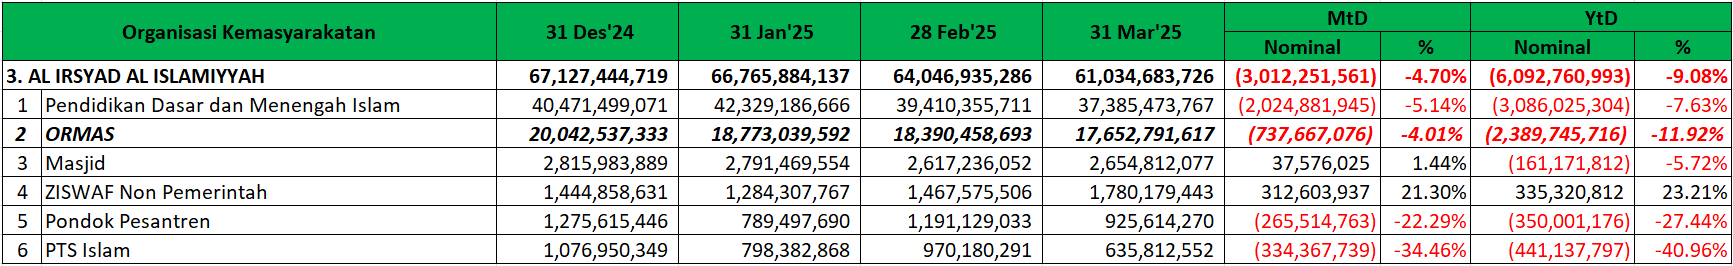 Organisasi Kemasyarakatan 31 Des'24 31 Jan'25 28 Feb'25 31 Mar'25 MtD YtD
Nominal % Nominal %
3. AL IRSYAD AL ISLAMIYYAH 67,127,444,719 66,765,884,137 64,046,935,286 61,034,683,726 (3,012,251,561) -4.70% (6,092,760,993) -9.08%
1 Pendidikan Dasar dan Menengah Islam 40,471,499,071 42,329,186,666 39,410,355,711 37,385,473,767 (2,024,881,945) -5.14% (3,086,025,304) -7.63%
2 ORMAS 20,042,537,333 18,773,039,592 18,390,458,693 17,652,791,617 (737,667,076) -4.01% (2,389,745,716) -11.92%
3 Masjid 2,815,983,889 2,791,469,554 2,617,236,052 2,654,812,077 37,576,025 1.44% (161,171,812) -5.72%
4 ZISWAF Non Pemerintah 1,444,858,631 1,284,307,767 1,467,575,506 1,780,179,443 312,603,937 21.30% 335,320,812 23.21%
5 Pondok Pesantren 1,275,615,446 789,497,690 1,191,129,033 925,614,270 (265,514,763) -22.29% (350,001,176) -27.44%
6 PTS Islam 1,076,950,349 798,382,868 970,180,291 635,812,552 (334,367,739) -34.46% (441,137,797) -40.96%